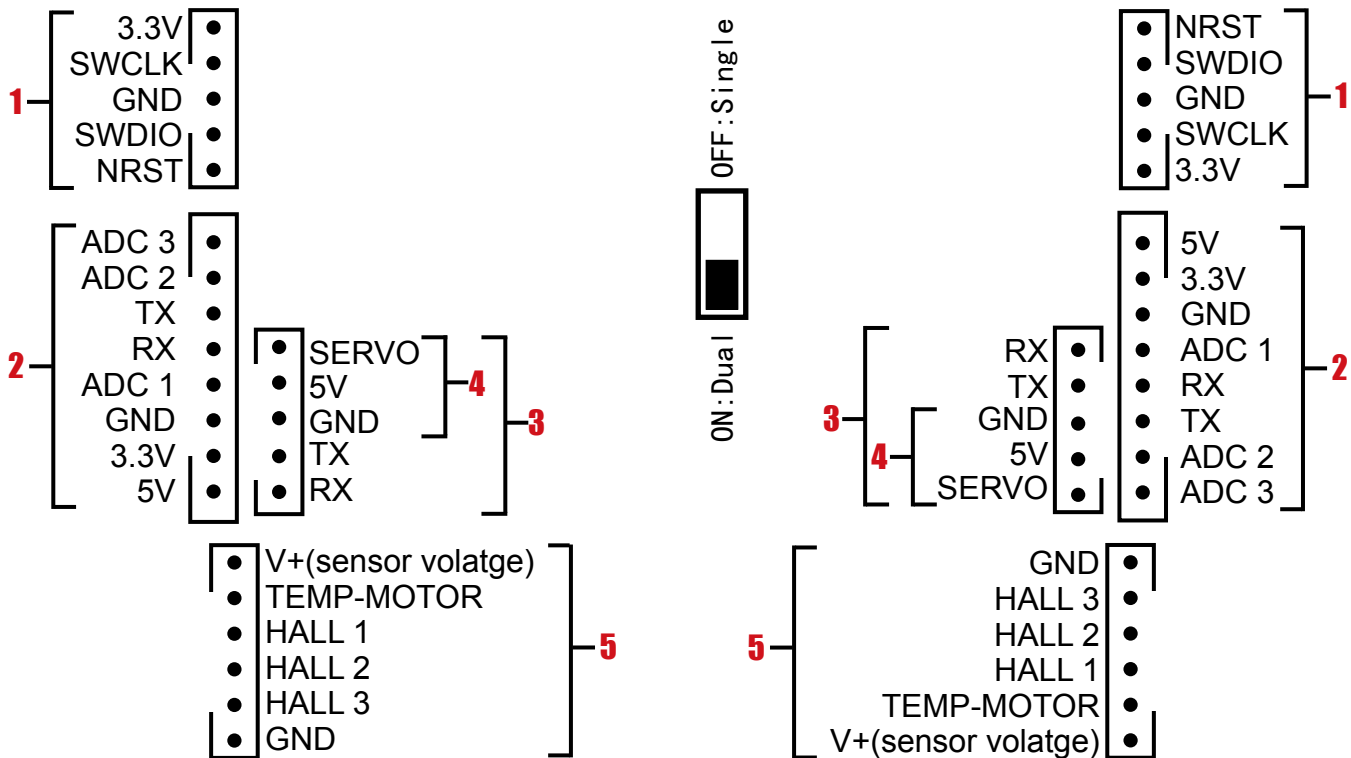 3.3V
SWCLK
GND
SWDIO
NRST
1
ADC 3
ADC 2
TX
RX
ADC 1
GND
3.3V
5V
2
SERVO
5V
GND
TX
RX
4
3
V+(sensor volatge)
TEMP-MOTOR
HALL 1
HALL 2
HALL 3
GND
5
OFF:Single
ON:Dual
NRST
SWDIO
GND
SWCLK
3.3V
1
5V
3.3V
GND
ADC 1
RX
TX
ADC 2
ADC 3
2
RX
TX
GND
5V
SERVO
3
4
GND
HALL 3
HALL 2
HALL 1
TEMP-MOTOR
V+(sensor volatge)
5